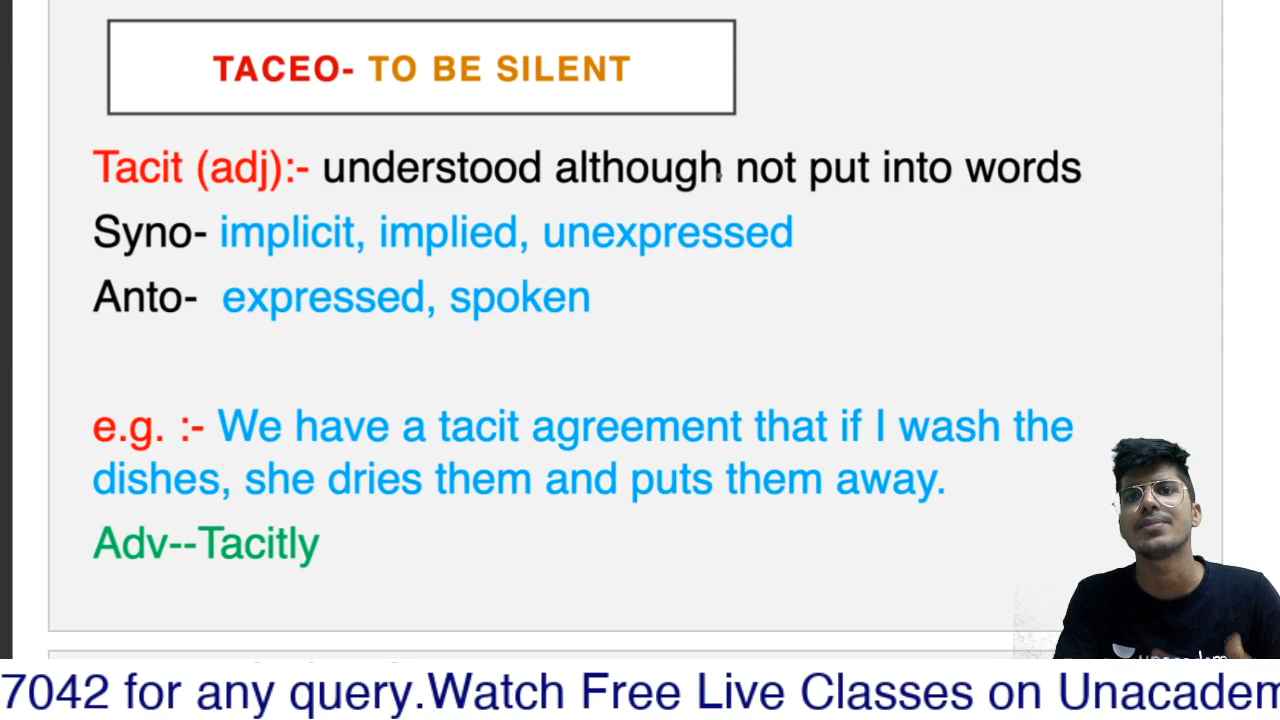 TACEO- TO BE SILENT
Tacit (adj):- understood although not put into words
Syno- implicit, implied, unexpressed
Anto- expressed, spoken
e.g. :- We have a tacit agreement that if I wash the
dishes, she dries them and puts them away.
Adv--Tacitly
7042 for any query.Watch Free Live Classes on Unacadem